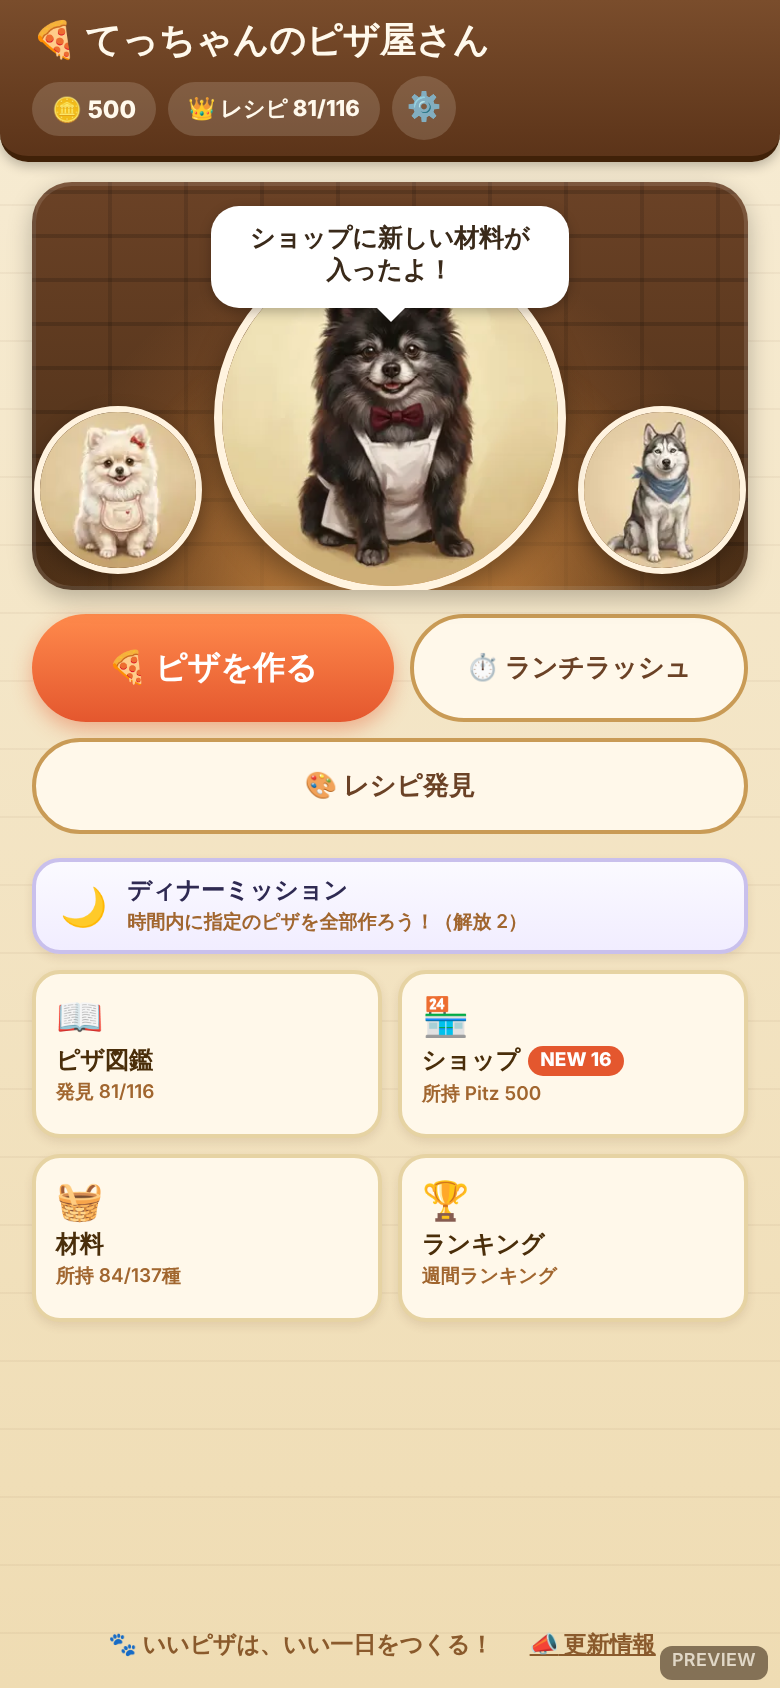 てっちゃんのピザ屋さん
500
レシピ 81/116
ショップに新しい材料が
入ったよ！
ピザを作る
ランチラッシュ
レシピ発見
ディナーミッション
時間内に指定のピザを全部作ろう！（解放 2）
ピザ図鑑
発見 81/116
24
ショップ NEW 16
所持 Pitz 500
材料
所持 84/137種
ランキング
週間ランキング
いいピザは、いい一日をつくる！
更新情報
PREVIEW